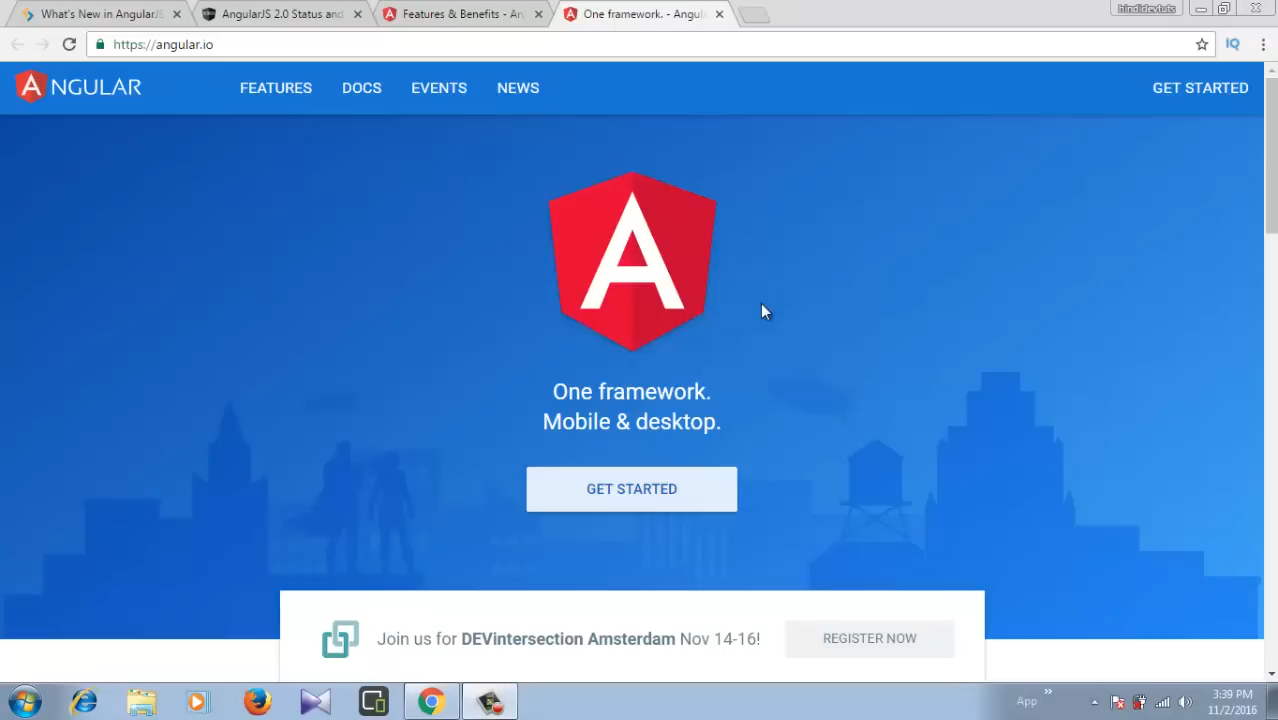 What's New in AngularJS
AngularJS 2.0 Status and
Features & Benefits - An
One framework. - Angul
hindidevtuts
https://angular.io
IQ
ANGULAR
FEATURES
DOCS
EVENTS
NEWS
GET STARTED
A
One framework.
Mobile & desktop.
GET STARTED
Join us for DEVintersection Amsterdam Nov 14-16!
REGISTER NOW
App
3:39 PM
11/2/2016